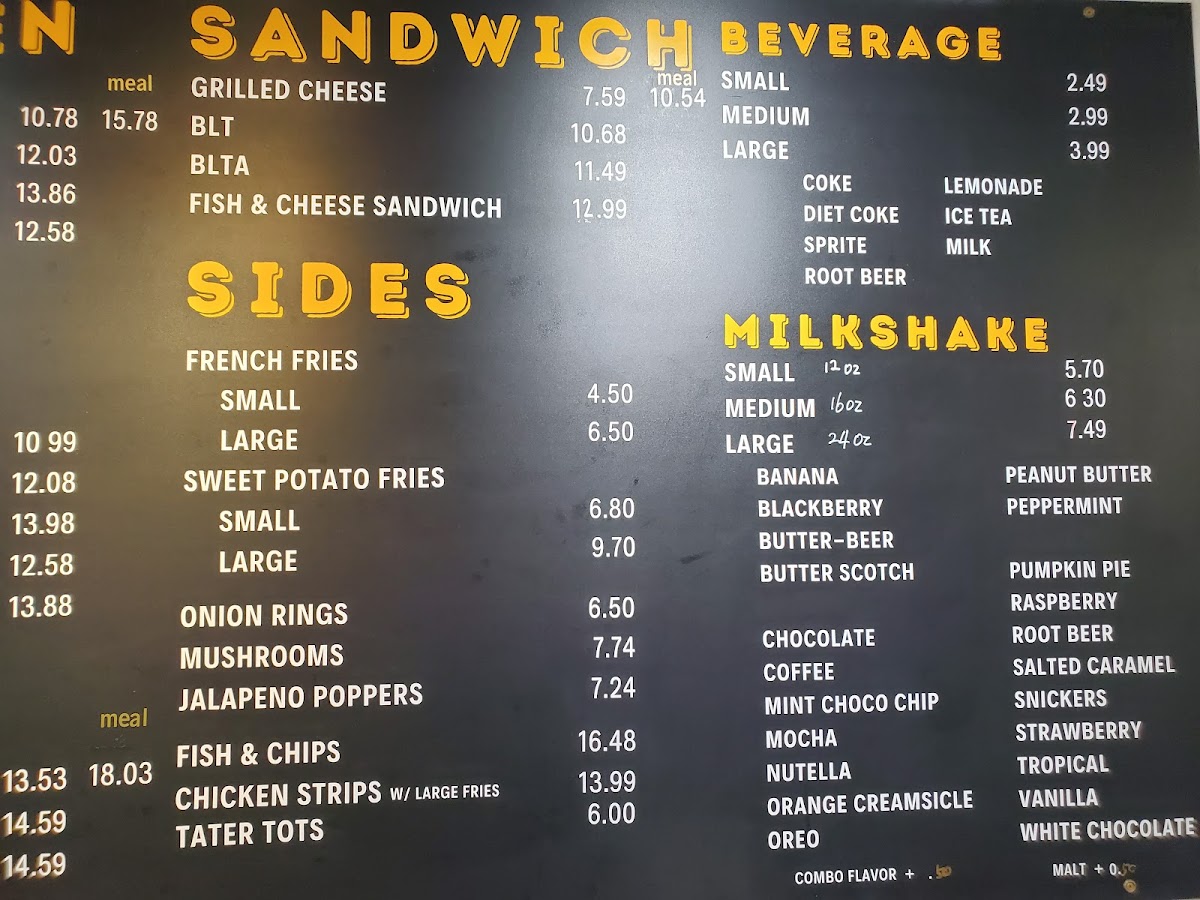 EN
meal
10.78 15.78
12.03
13.86
12.58
10 99
12.08
13.98
12.58
13.88
meal
13.53 18.03
14.59
14.59
SANDWICH
meal
GRILLED CHEESE 7.59 10.54
BLT 10.68
BLTA 11.49
FISH & CHEESE SANDWICH 12.99
SIDES
FRENCH FRIES
SMALL 4.50
LARGE 6.50
SWEET POTATO FRIES
SMALL 6.80
LARGE 9.70
ONION RINGS 6.50
MUSHROOMS 7.74
JALAPENO POPPERS 7.24
FISH & CHIPS 16.48
CHICKEN STRIPS W/ LARGE FRIES 13.99
TATER TOTS 6.00
BEVERAGE
SMALL 2.49
MEDIUM 2.99
LARGE 3.99
COKE LEMONADE
DIET COKE ICE TEA
SPRITE MILK
ROOT BEER
MILKSHAKE
SMALL 12oz 5.70
MEDIUM 16oz 6 30
LARGE 24oz 7.49
BANANA PEANUT BUTTER
BLACKBERRY PEPPERMINT
BUTTER-BEER
BUTTER SCOTCH PUMPKIN PIE
RASPBERRY
CHOCOLATE ROOT BEER
COFFEE SALTED CARAMEL
MINT CHOCO CHIP SNICKERS
MOCHA STRAWBERRY
NUTELLA TROPICAL
ORANGE CREAMSICLE VANILLA
OREO WHITE CHOCOLATE
COMBO FLAVOR + .50 MALT + 0.50